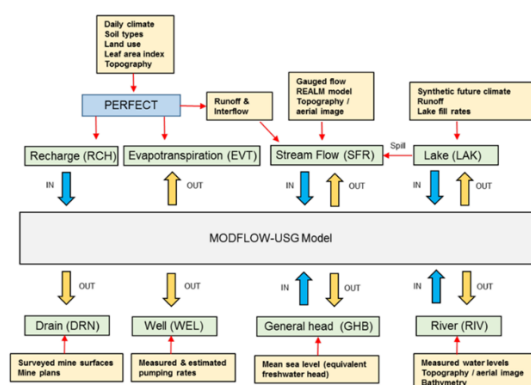 Daily climate
Soil types
Land use
Leaf area index
Topography
PERFECT
Runoff &
Interflow
Gauged flow
REALM model
Topography /
aerial image
Synthetic future climate
Runoff
Lake fill rates
Recharge (RCH)
Evapotranspiration (EVT)
Stream Flow (SFR)
Spill
Lake (LAK)
IN
OUT
IN
OUT
IN
OUT
MODFLOW-USG Model
OUT
OUT
IN
OUT
IN
OUT
Drain (DRN)
Well (WEL)
General head (GHB)
River (RIV)
Surveyed mine surfaces
Mine plans
Measured & estimated
pumping rates
Mean sea level (equivalent
freshwater head)
Measured water levels
Topography / aerial image
Bathymetry